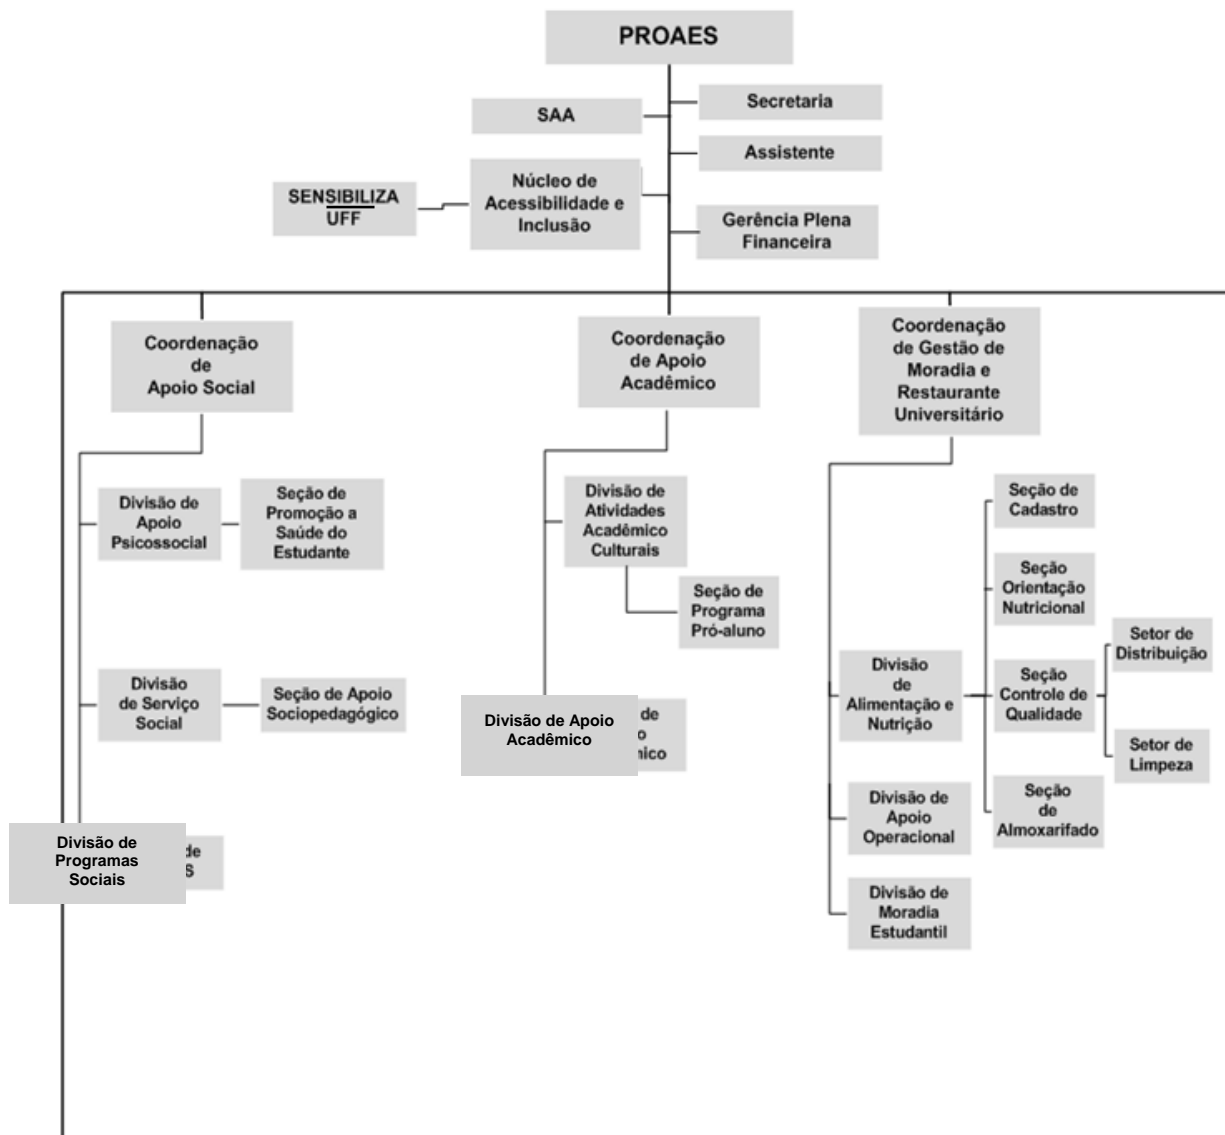 PROAES
SAA
Secretaria
Assistente
SENSIBILIZA
UFF
Núcleo de
Acessibilidade e
Inclusão
Gerência Plena
Financeira
Coordenação
de
Apoio Social
Coordenação
de Apoio
Acadêmico
Coordenação
de Gestão de
Moradia e
Restaurante
Universitário
Divisão de
Apoio
Psicossocial
Seção de
Promoção a
Saúde do
Estudante
Divisão
de Serviço
Social
Seção de Apoio
Sociopedagógico
Divisão de
Programas
Sociais
de
S
Divisão de
Atividades
Acadêmico
Culturais
Seção de
Programa
Pró-aluno
Divisão de Apoio
Acadêmico
de
o
Divisão
de
Alimentação e
Nutrição
Seção de
Cadastro
Seção
Orientação
Nutricional
Seção
Controle de
Qualidade
Setor de
Distribuição
Setor de
Limpeza
Seção
de
Almoxarifado
Divisão de
Apoio
Operacional
Divisão de
Moradia
Estudantil